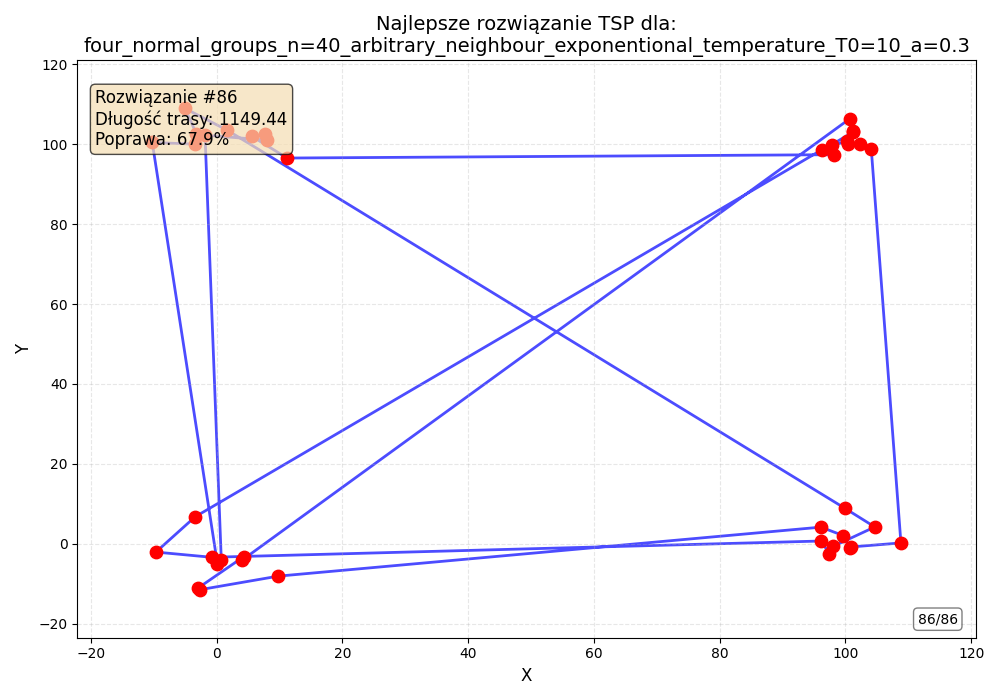 Najlepsze rozwiązanie TSP dla:
four_normal_groups_n=40_arbitrary_neighbour_exponential_temperature_T0=10_a=0.3
Rozwiązanie #86
Długość trasy: 1149.44
Poprawa: 67.9%
120
100
80
60
40
20
0
−20
Y
86/86
−20
0
20
40
60
80
100
120
X